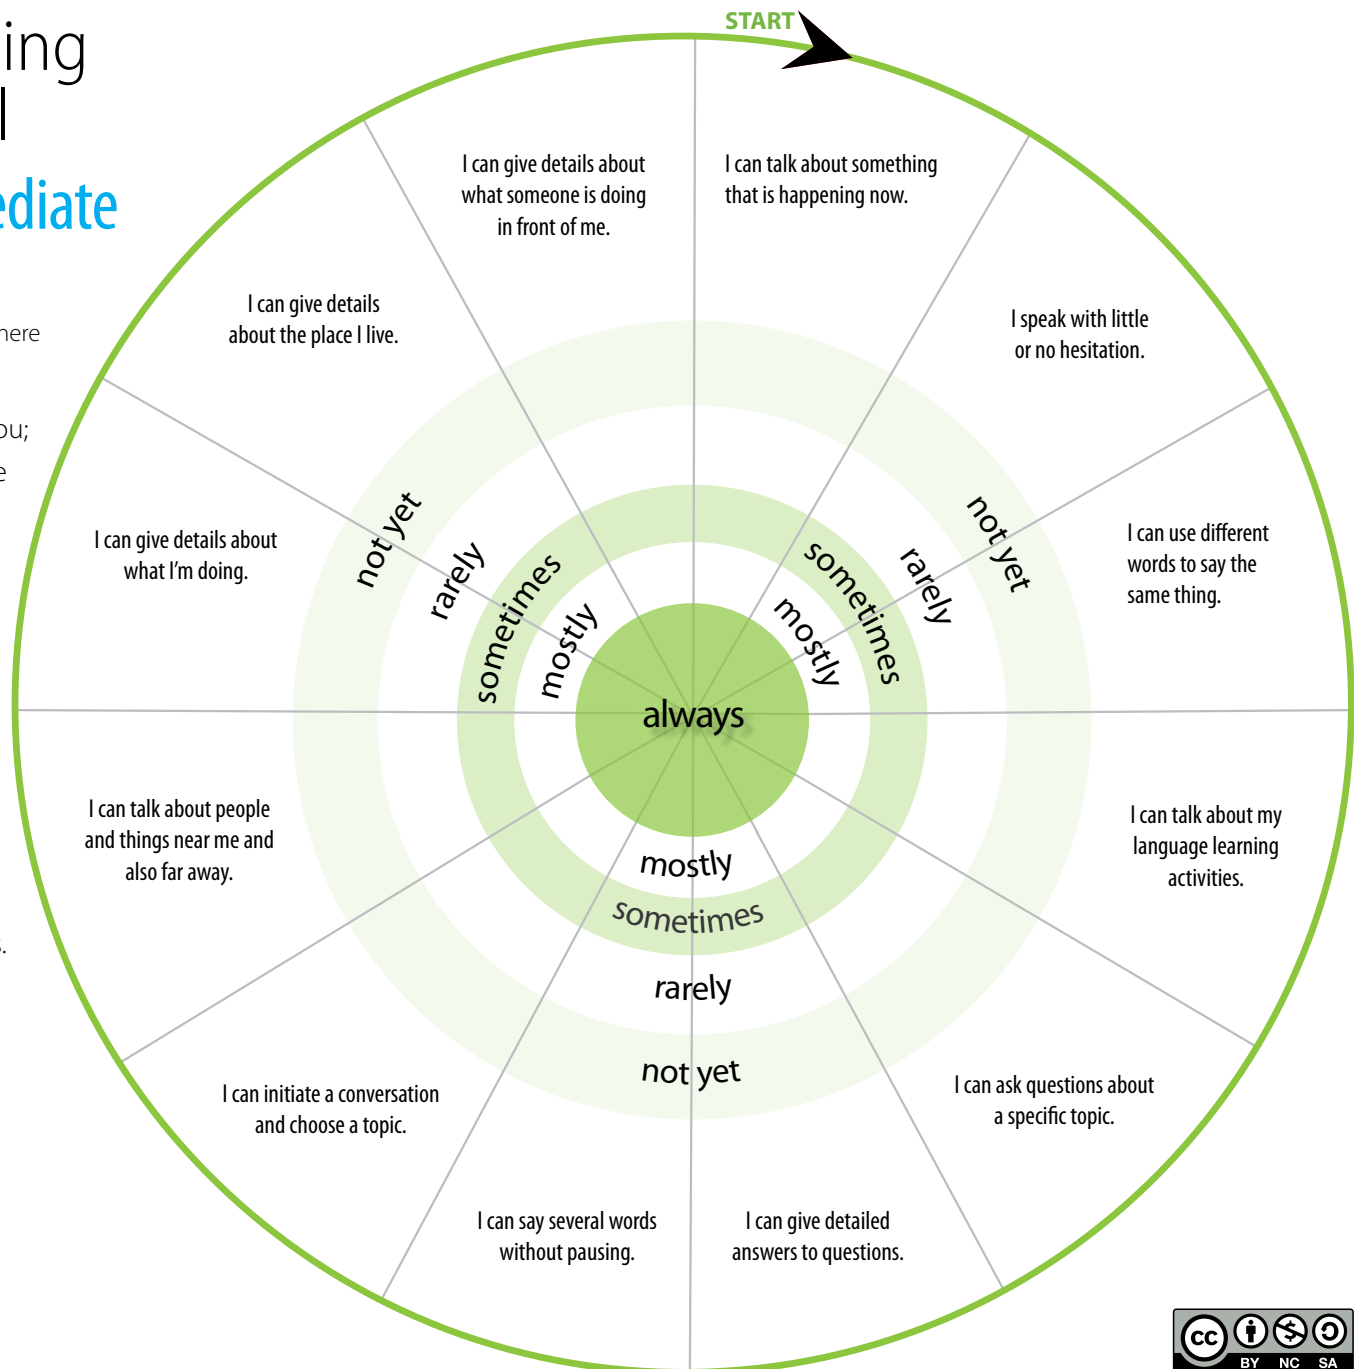 ing
l
ediate
here
ou;
e
s.
START
I can talk about something
that is happening now.
I speak with little
or no hesitation.
I can use different
words to say the
same thing.
I can talk about my
language learning
activities.
I can ask questions about
a specific topic.
I can give detailed
answers to questions.
I can say several words
without pausing.
I can initiate a conversation
and choose a topic.
I can talk about people
and things near me and
also far away.
I can give details about
what I'm doing.
I can give details
about the place I live.
I can give details about
what someone is doing
in front of me.
not yet
rarely
sometimes
mostly
mostly
sometimes
rarely
not yet
always
mostly
sometimes
rarely
not yet
cc
BY NC SA